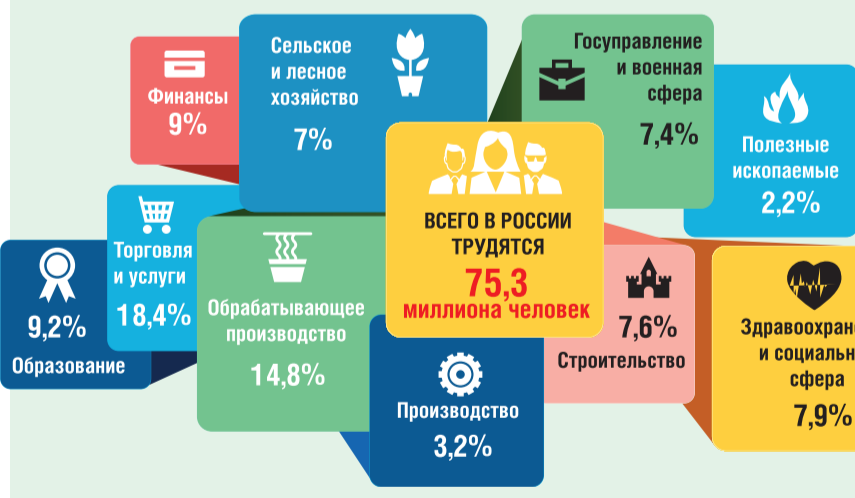 Финансы
9%
Сельское
и лесное
хозяйство
7%
Госуправление
и военная
сфера
7,4%
Полезные
ископаемые
2,2%
ВСЕГО В РОССИИ
ТРУДЯТСЯ
75,3
миллиона человек
Торговля
и услуги
18,4%
9,2%
Образование
Обрабатывающее
производство
14,8%
Производство
3,2%
7,6%
Строительство
Здравоохран
и социальн
сфера
7,9%